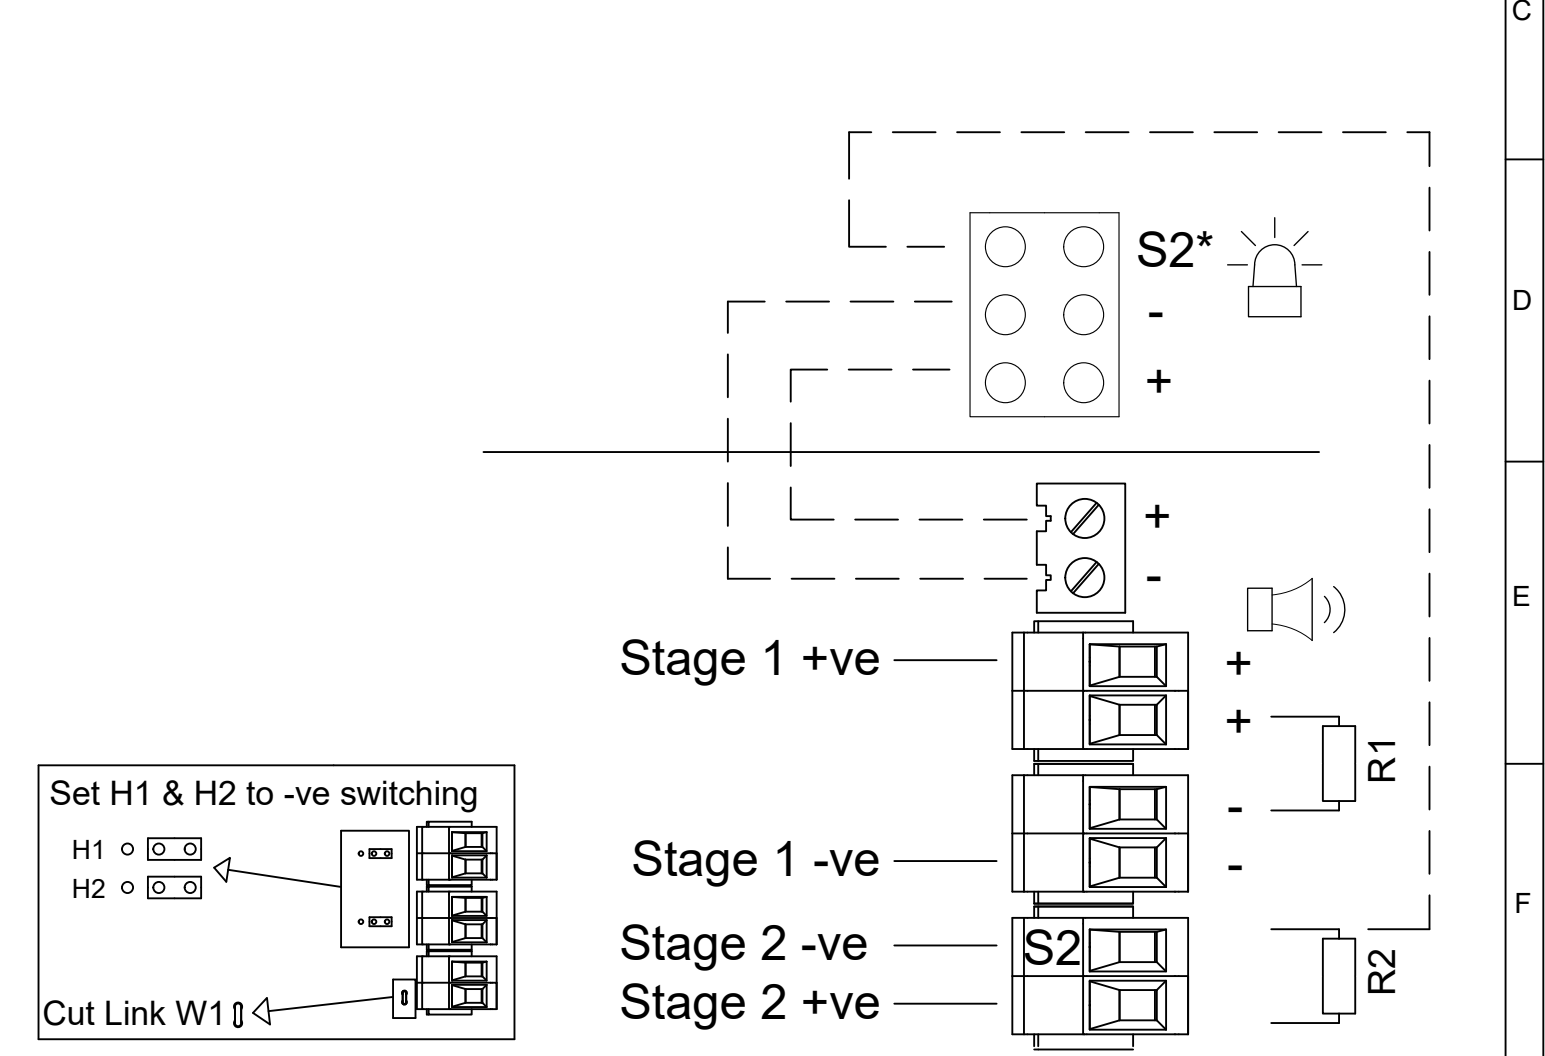 C
S2*
D
-
+
+
E
-
Stage 1 +ve
+
+
R1
Set H1 & H2 to -ve switching
-
H1
Stage 1 -ve
-
H2
F
Stage 2 -ve
S2
R2
Stage 2 +ve
Cut Link W1